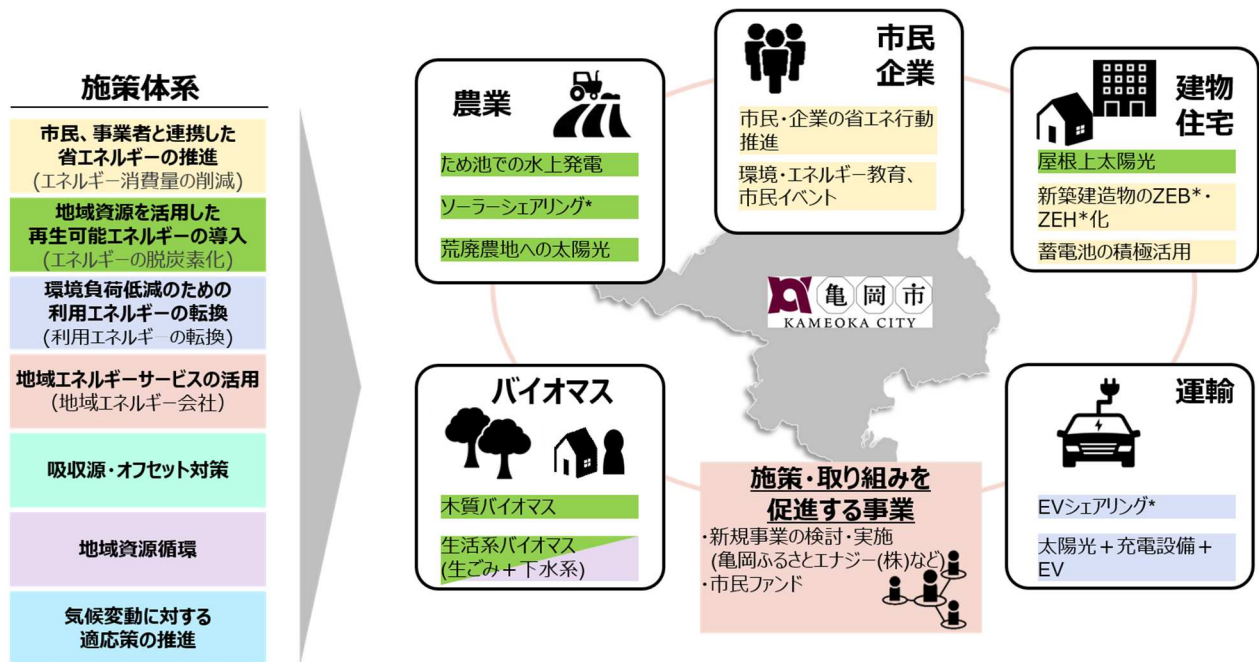 施策体系
市民、事業者と連携した
省エネルギーの推進
(エネルギー消費量の削減)
地域資源を活用した
再生可能エネルギーの導入
(エネルギーの脱炭素化)
環境負荷低減のための
利用エネルギーの転換
(利用エネルギーの転換)
地域エネルギーサービスの活用
(地域エネルギー会社)
吸収源・オフセット対策
地域資源循環
気候変動に対する
適応策の推進
農業
ため池での水上発電
ソーラーシェアリング*
荒廃農地への太陽光
市民
企業
市民・企業の省エネ行動
推進
環境・エネルギー教育、
市民イベント
建物
住宅
屋根上太陽光
新築建造物のZEB*・
ZEH*化
蓄電池の積極活用
亀岡市
KAMEOKA CITY
バイオマス
木質バイオマス
生活系バイオマス
(生ごみ+下水系)
施策・取り組みを
促進する事業
・新規事業の検討・実施
(亀岡ふるさとエナジー(株)など)
・市民ファンド
運輸
EVシェアリング*
太陽光+充電設備+
EV